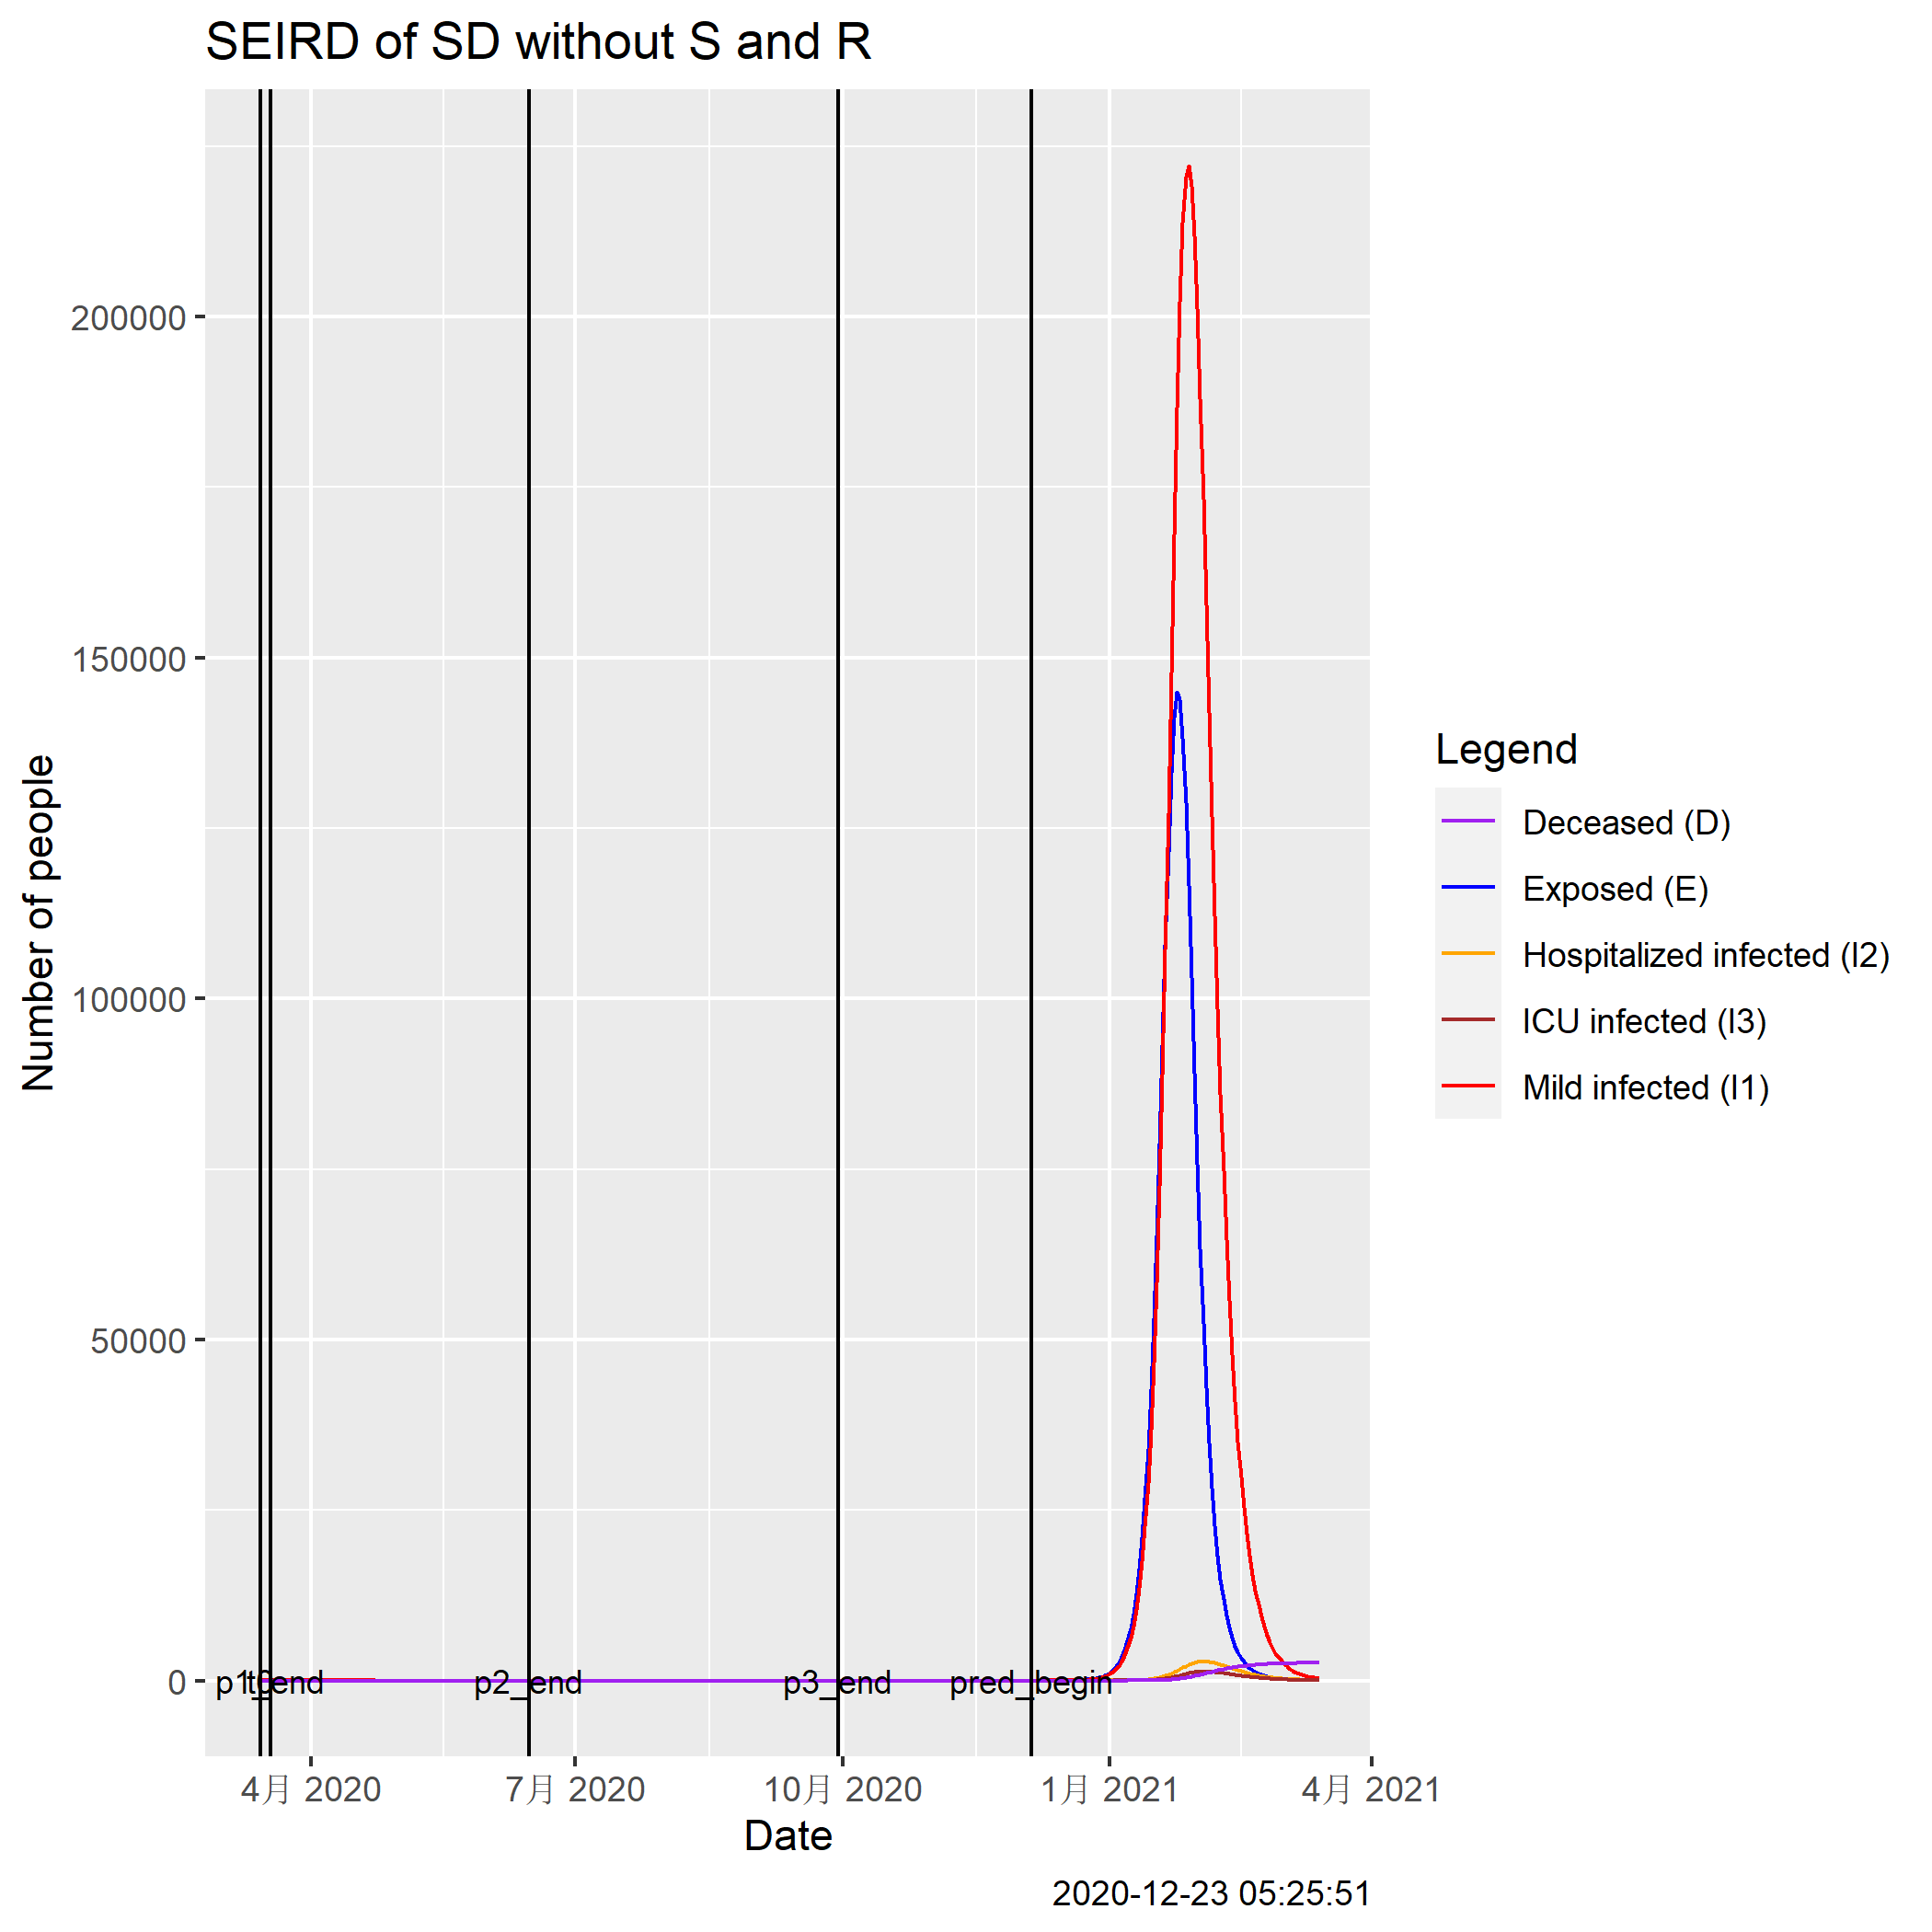 SEIRD of SD without S and R
Number of people
200000
150000
100000
50000
0
p1_end
p2_end
p3_end
pred_begin
4月 2020
7月 2020
10月 2020
1月 2021
4月 2021
Date
Legend
Deceased (D)
Exposed (E)
Hospitalized infected (I2)
ICU infected (I3)
Mild infected (I1)
2020-12-23 05:25:51